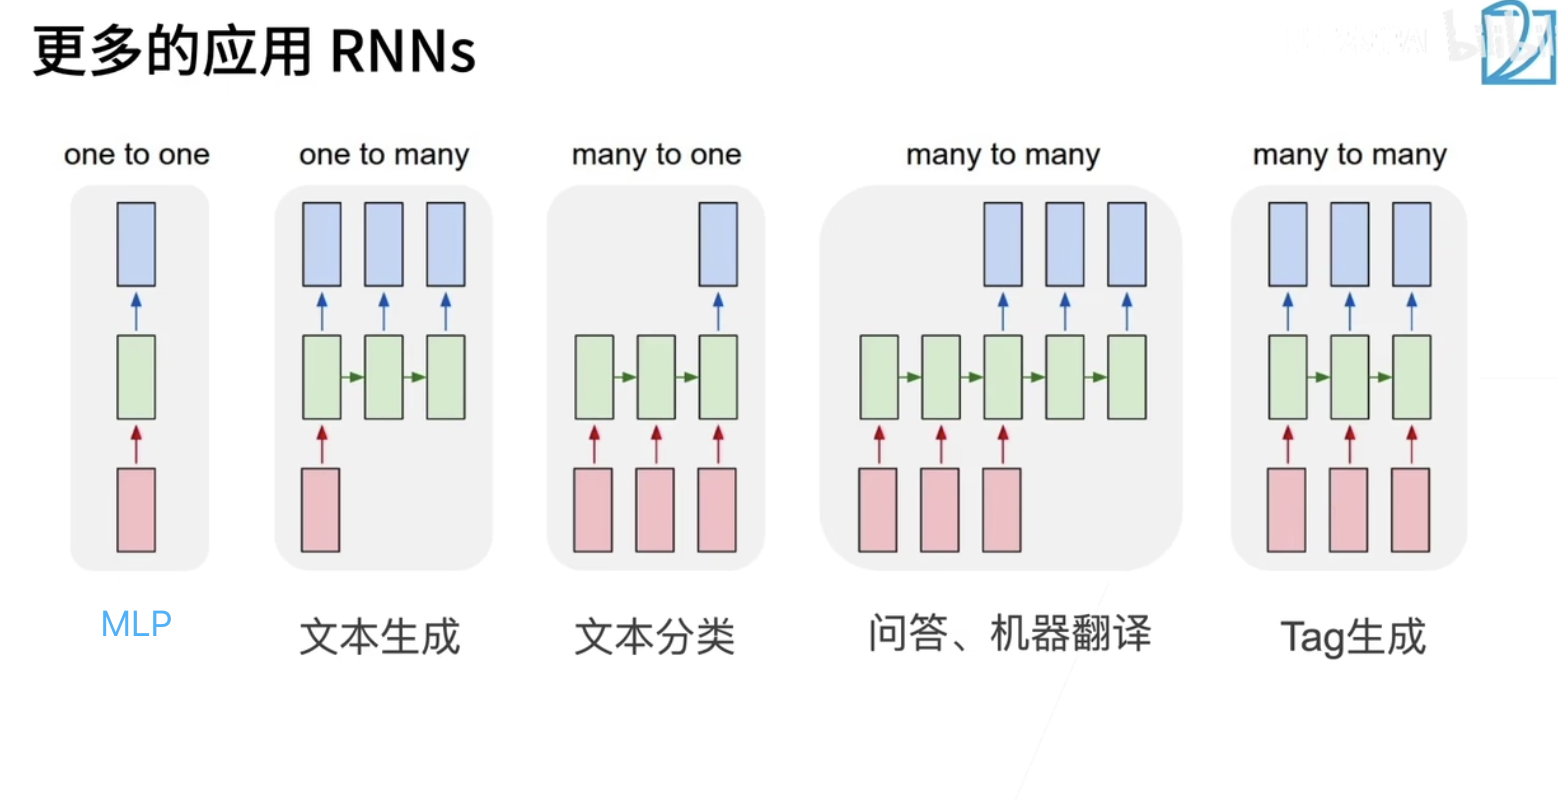 更多的应用 RNNs
bilibili
one to one
one to many
many to one
many to many
many to many
MLP
文本生成
文本分类
问答、机器翻译
Tag生成